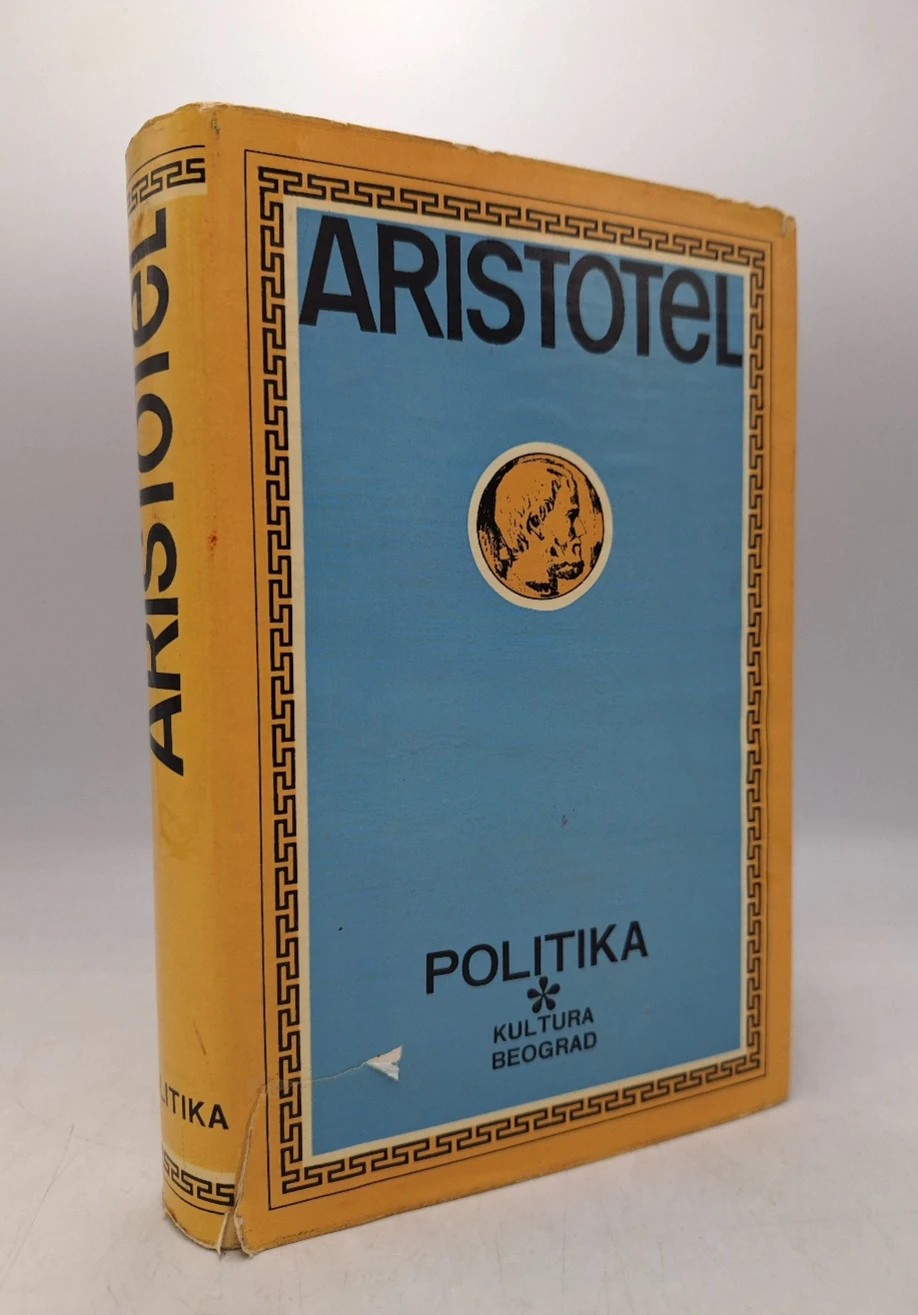 ARISTOTeL
POLITIKA
*
KULTURA
BEOGRAD
ARISTOTeL
LITIKA